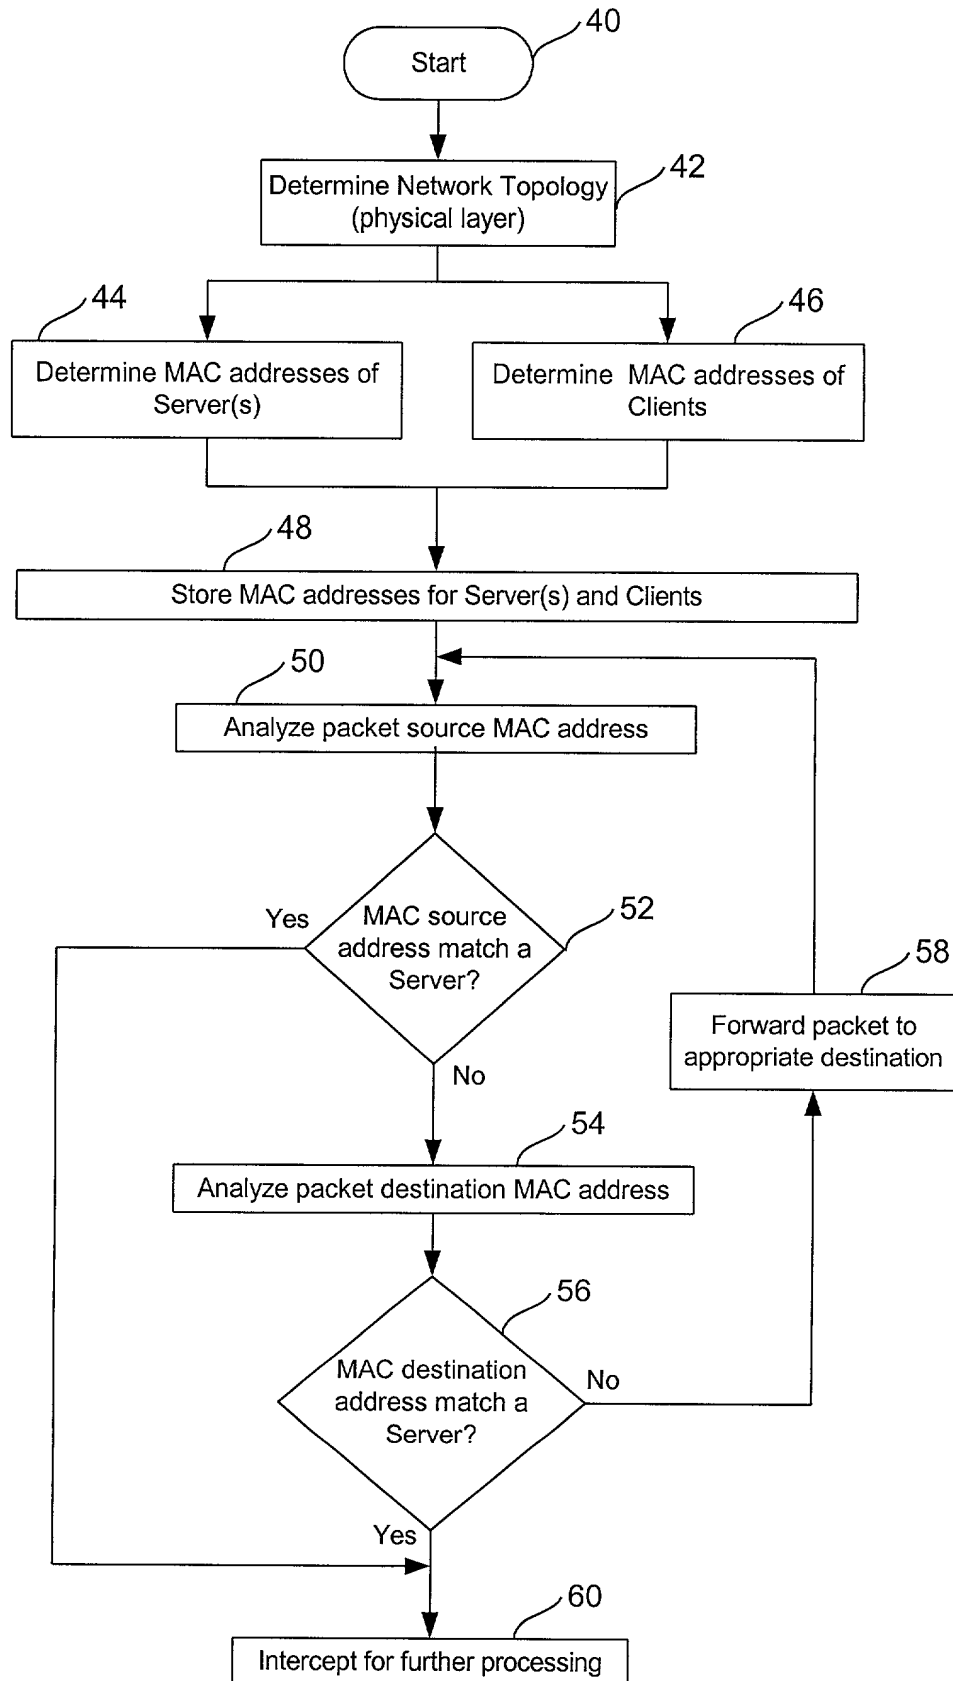 40
Start
42
Determine Network Topology
(physical layer)
44
46
Determine MAC addresses of
Server(s)
Determine MAC addresses of
Clients
48
Store MAC addresses for Server(s) and Clients
50
Analyze packet source MAC address
Yes
MAC source
address match a
Server?
52
58
Forward packet to
appropriate destination
No
54
Analyze packet destination MAC address
56
MAC destination
address match a
Server?
No
Yes
60
Intercept for further processing